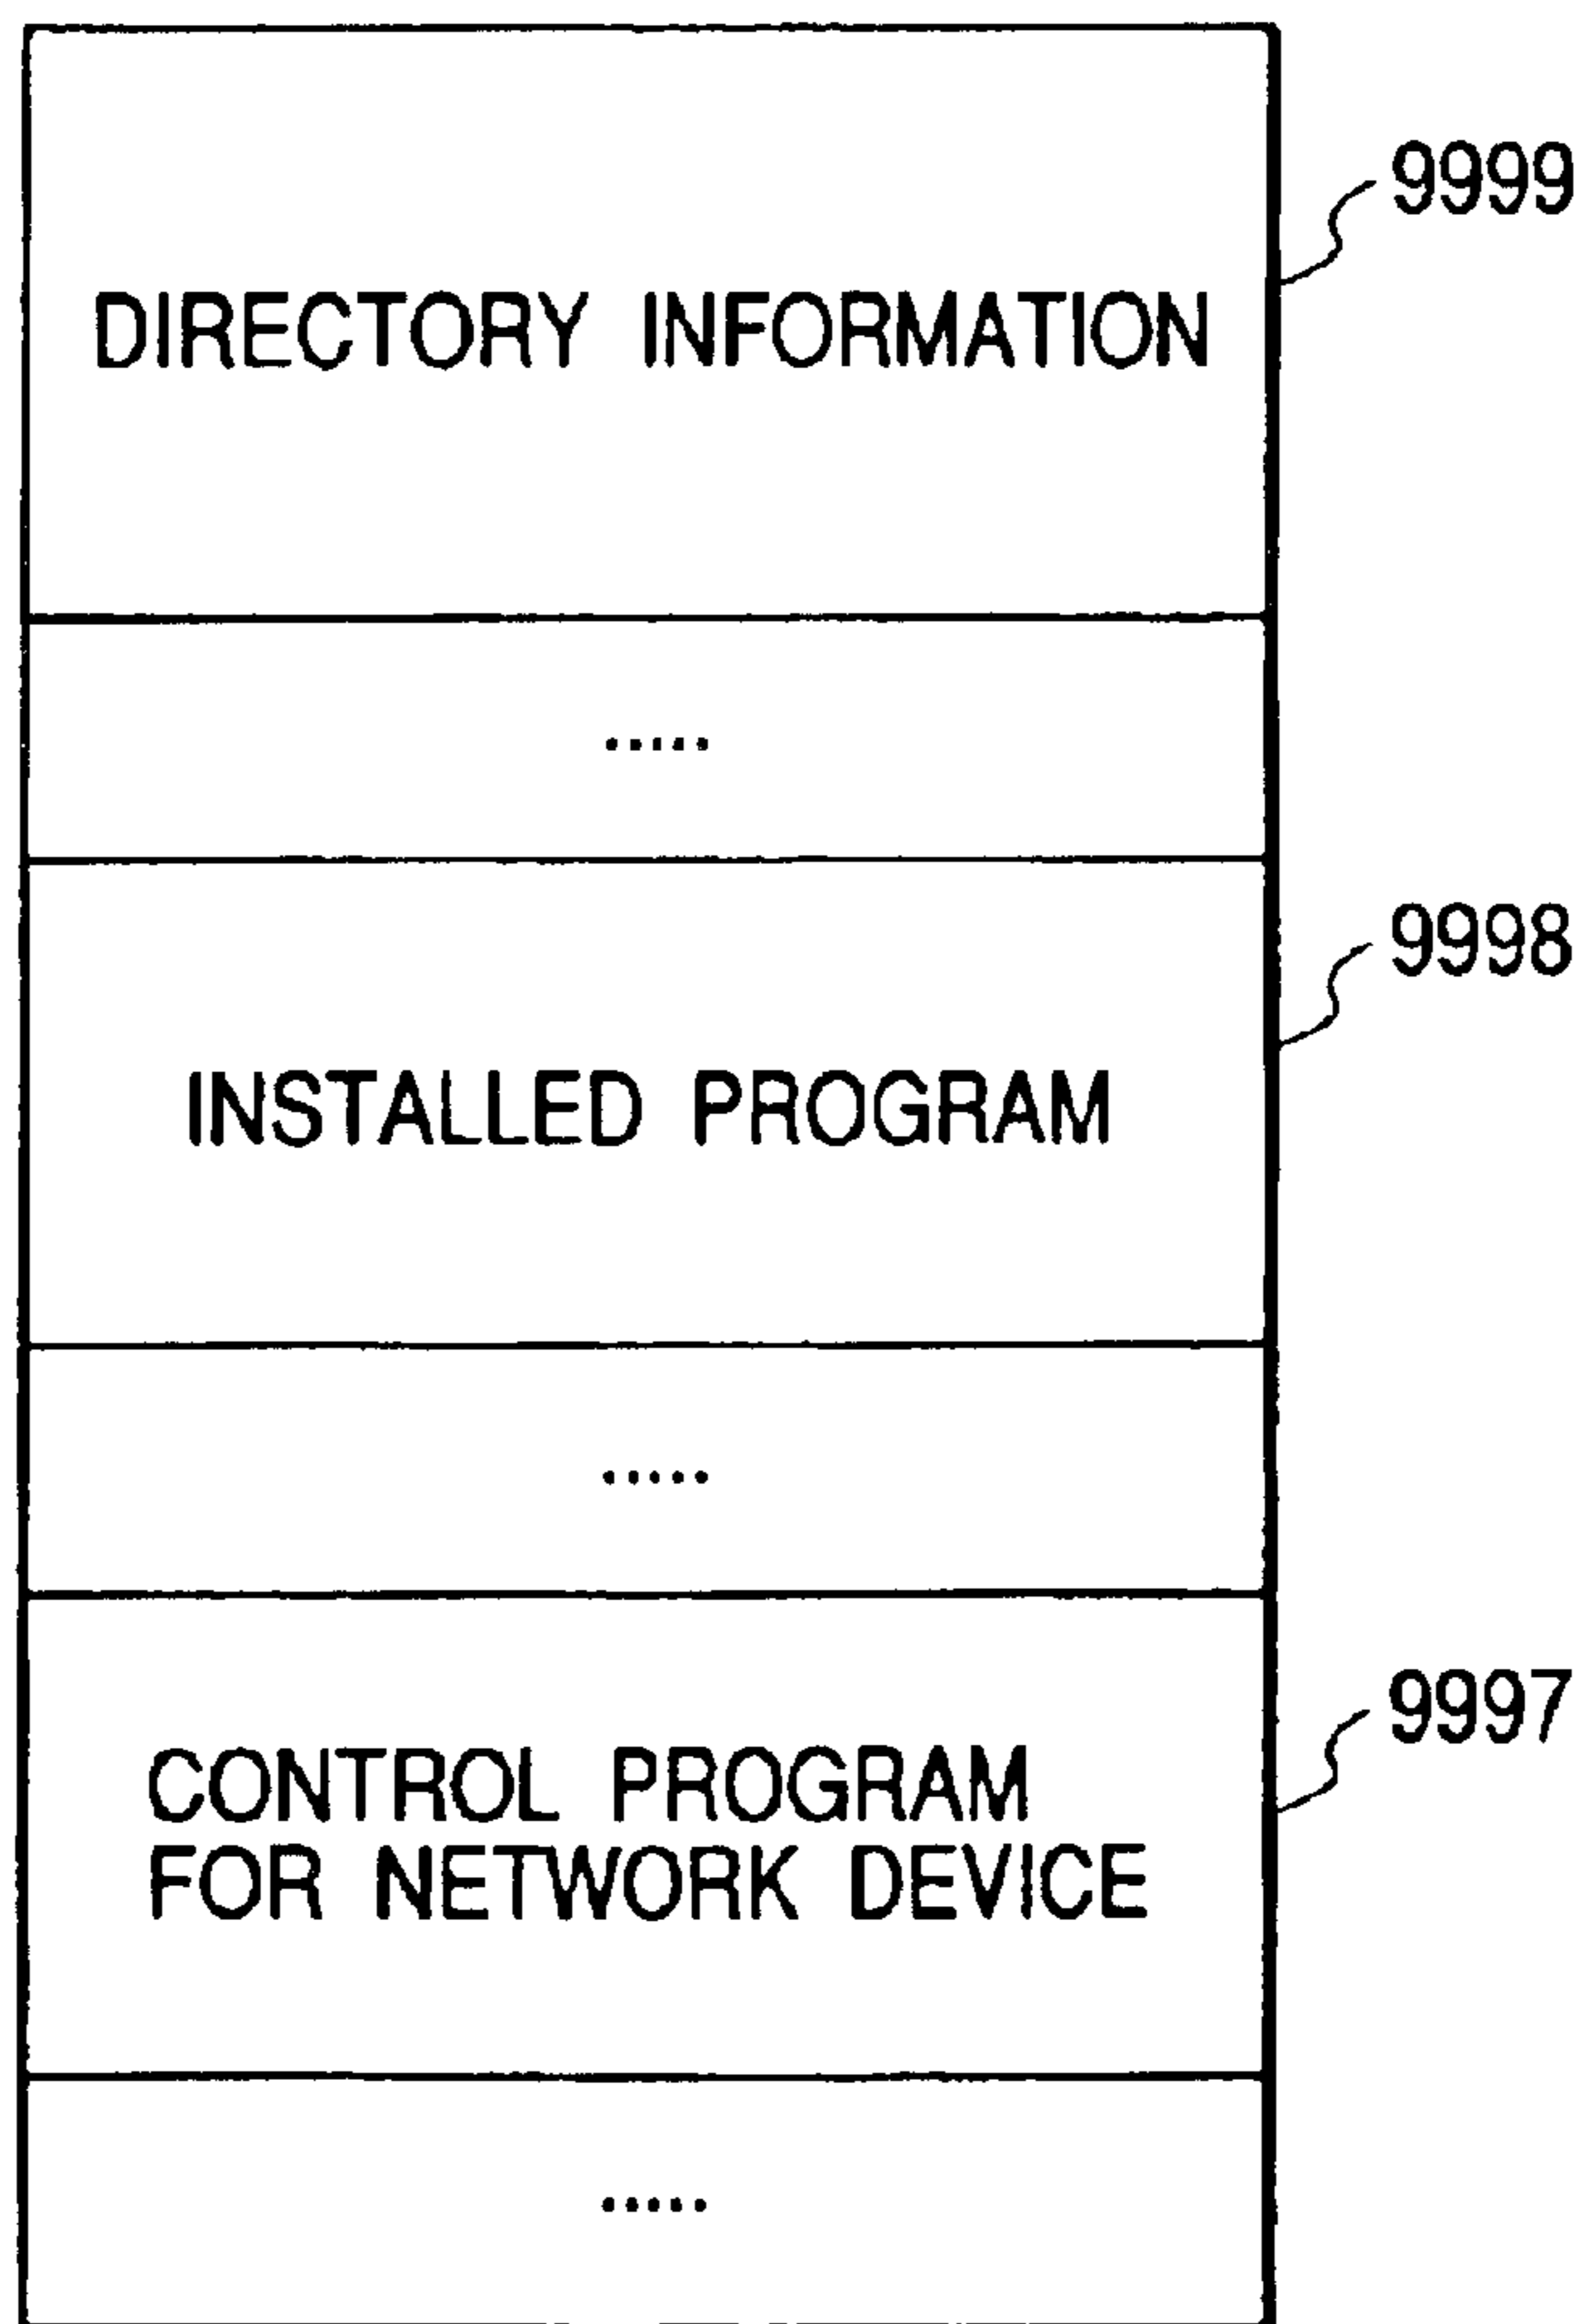 9999
DIRECTORY INFORMATION
.....
9998
INSTALLED PROGRAM
.....
9997
CONTROL PROGRAM
FOR NETWORK DEVICE
.....